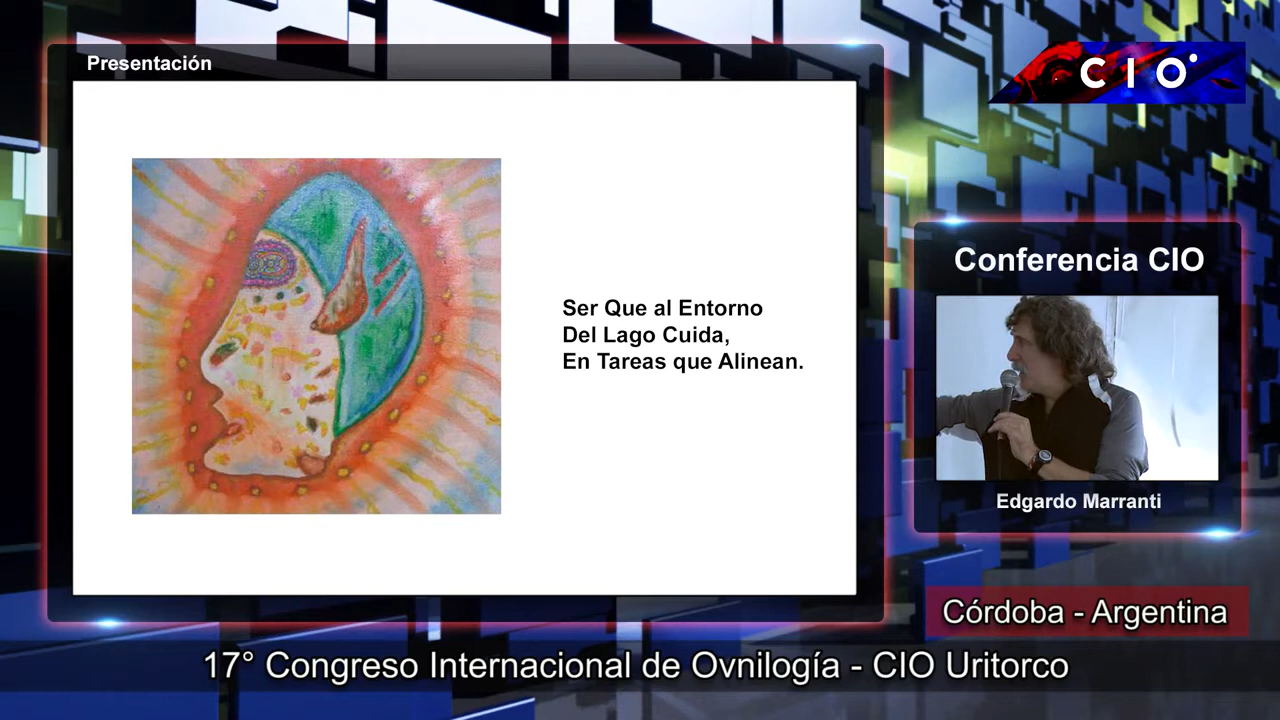 Presentación
CIO
Ser Que al Entorno
Del Lago Cuida,
En Tareas que Alinean.
Conferencia CIO
Edgardo Marranti
Córdoba - Argentina
17° Congreso Internacional de Ovnilogía - CIO Uritorco